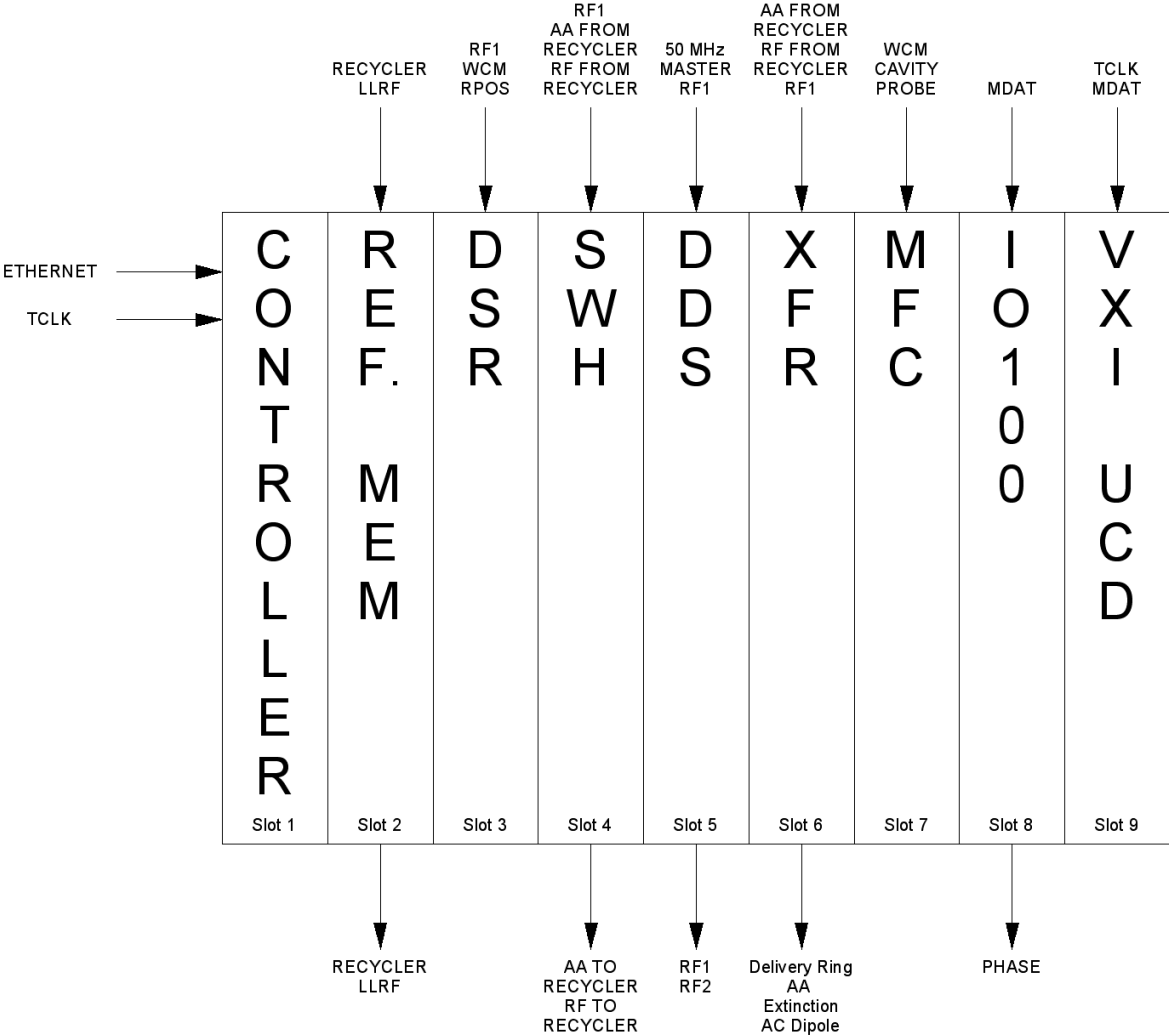 RECYCLER
LLRF
RF1
WCM
RPOS
RF1
AA FROM
RECYCLER
RF FROM
RECYCLER
50 MHz
MASTER
RF1
AA FROM
RECYCLER
RF FROM
RECYCLER
RF1
WCM
CAVITY
PROBE
MDAT
TCLK
MDAT
ETHERNET
TCLK
CONTROLLER
REF. MEM
DSR
SWH
DDS
XFR
MFC
IO100
VXI UCD
Slot 1
Slot 2
Slot 3
Slot 4
Slot 5
Slot 6
Slot 7
Slot 8
Slot 9
RECYCLER
LLRF
AA TO
RECYCLER
RF TO
RECYCLER
RF1
RF2
Delivery Ring
AA
Extinction
AC Dipole
PHASE